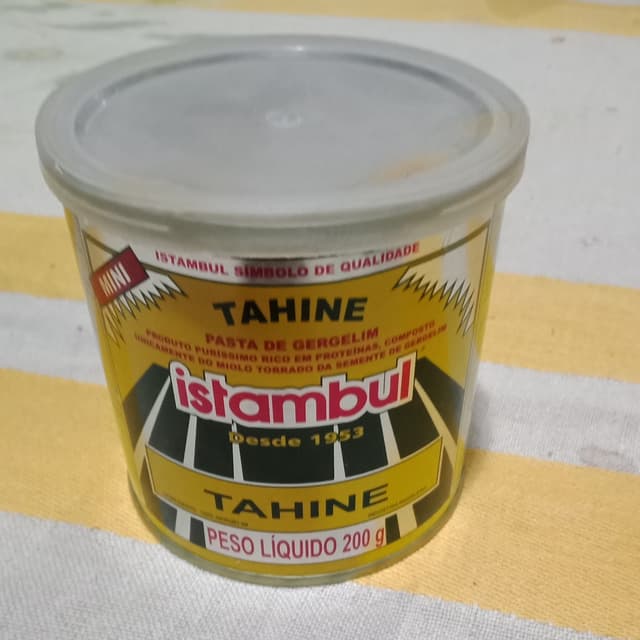 ISTAMBUL SÍMBOLO DE QUALIDADE
MINI
TAHINE
PASTA DE GERGELIM
PRODUTO PURÍSSIMO RICO EM PROTEÍNAS, COMPOSTO
ÚNICAMENTE DO MIOLO TORRADO DA SEMENTE DE GERGELIM
istambul
Desde 1953
TAHINE
PESO LÍQUIDO 200 g